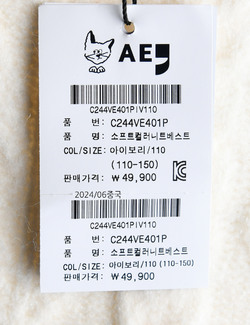 AE,
C244VE401PIV110
품 번: C244VE401P
품 명: 소프트컬러니트베스트
COL/SIZE: 아이보리/110
(110-150)
판매가격: ₩ 49,900
2024/06중국
C244VE401PIV110
품 번: C244VE401P
품 명: 소프트컬러니트베스트
COL/SIZE: 아이보리/110 (110-150)
판매가격: ₩ 49,900